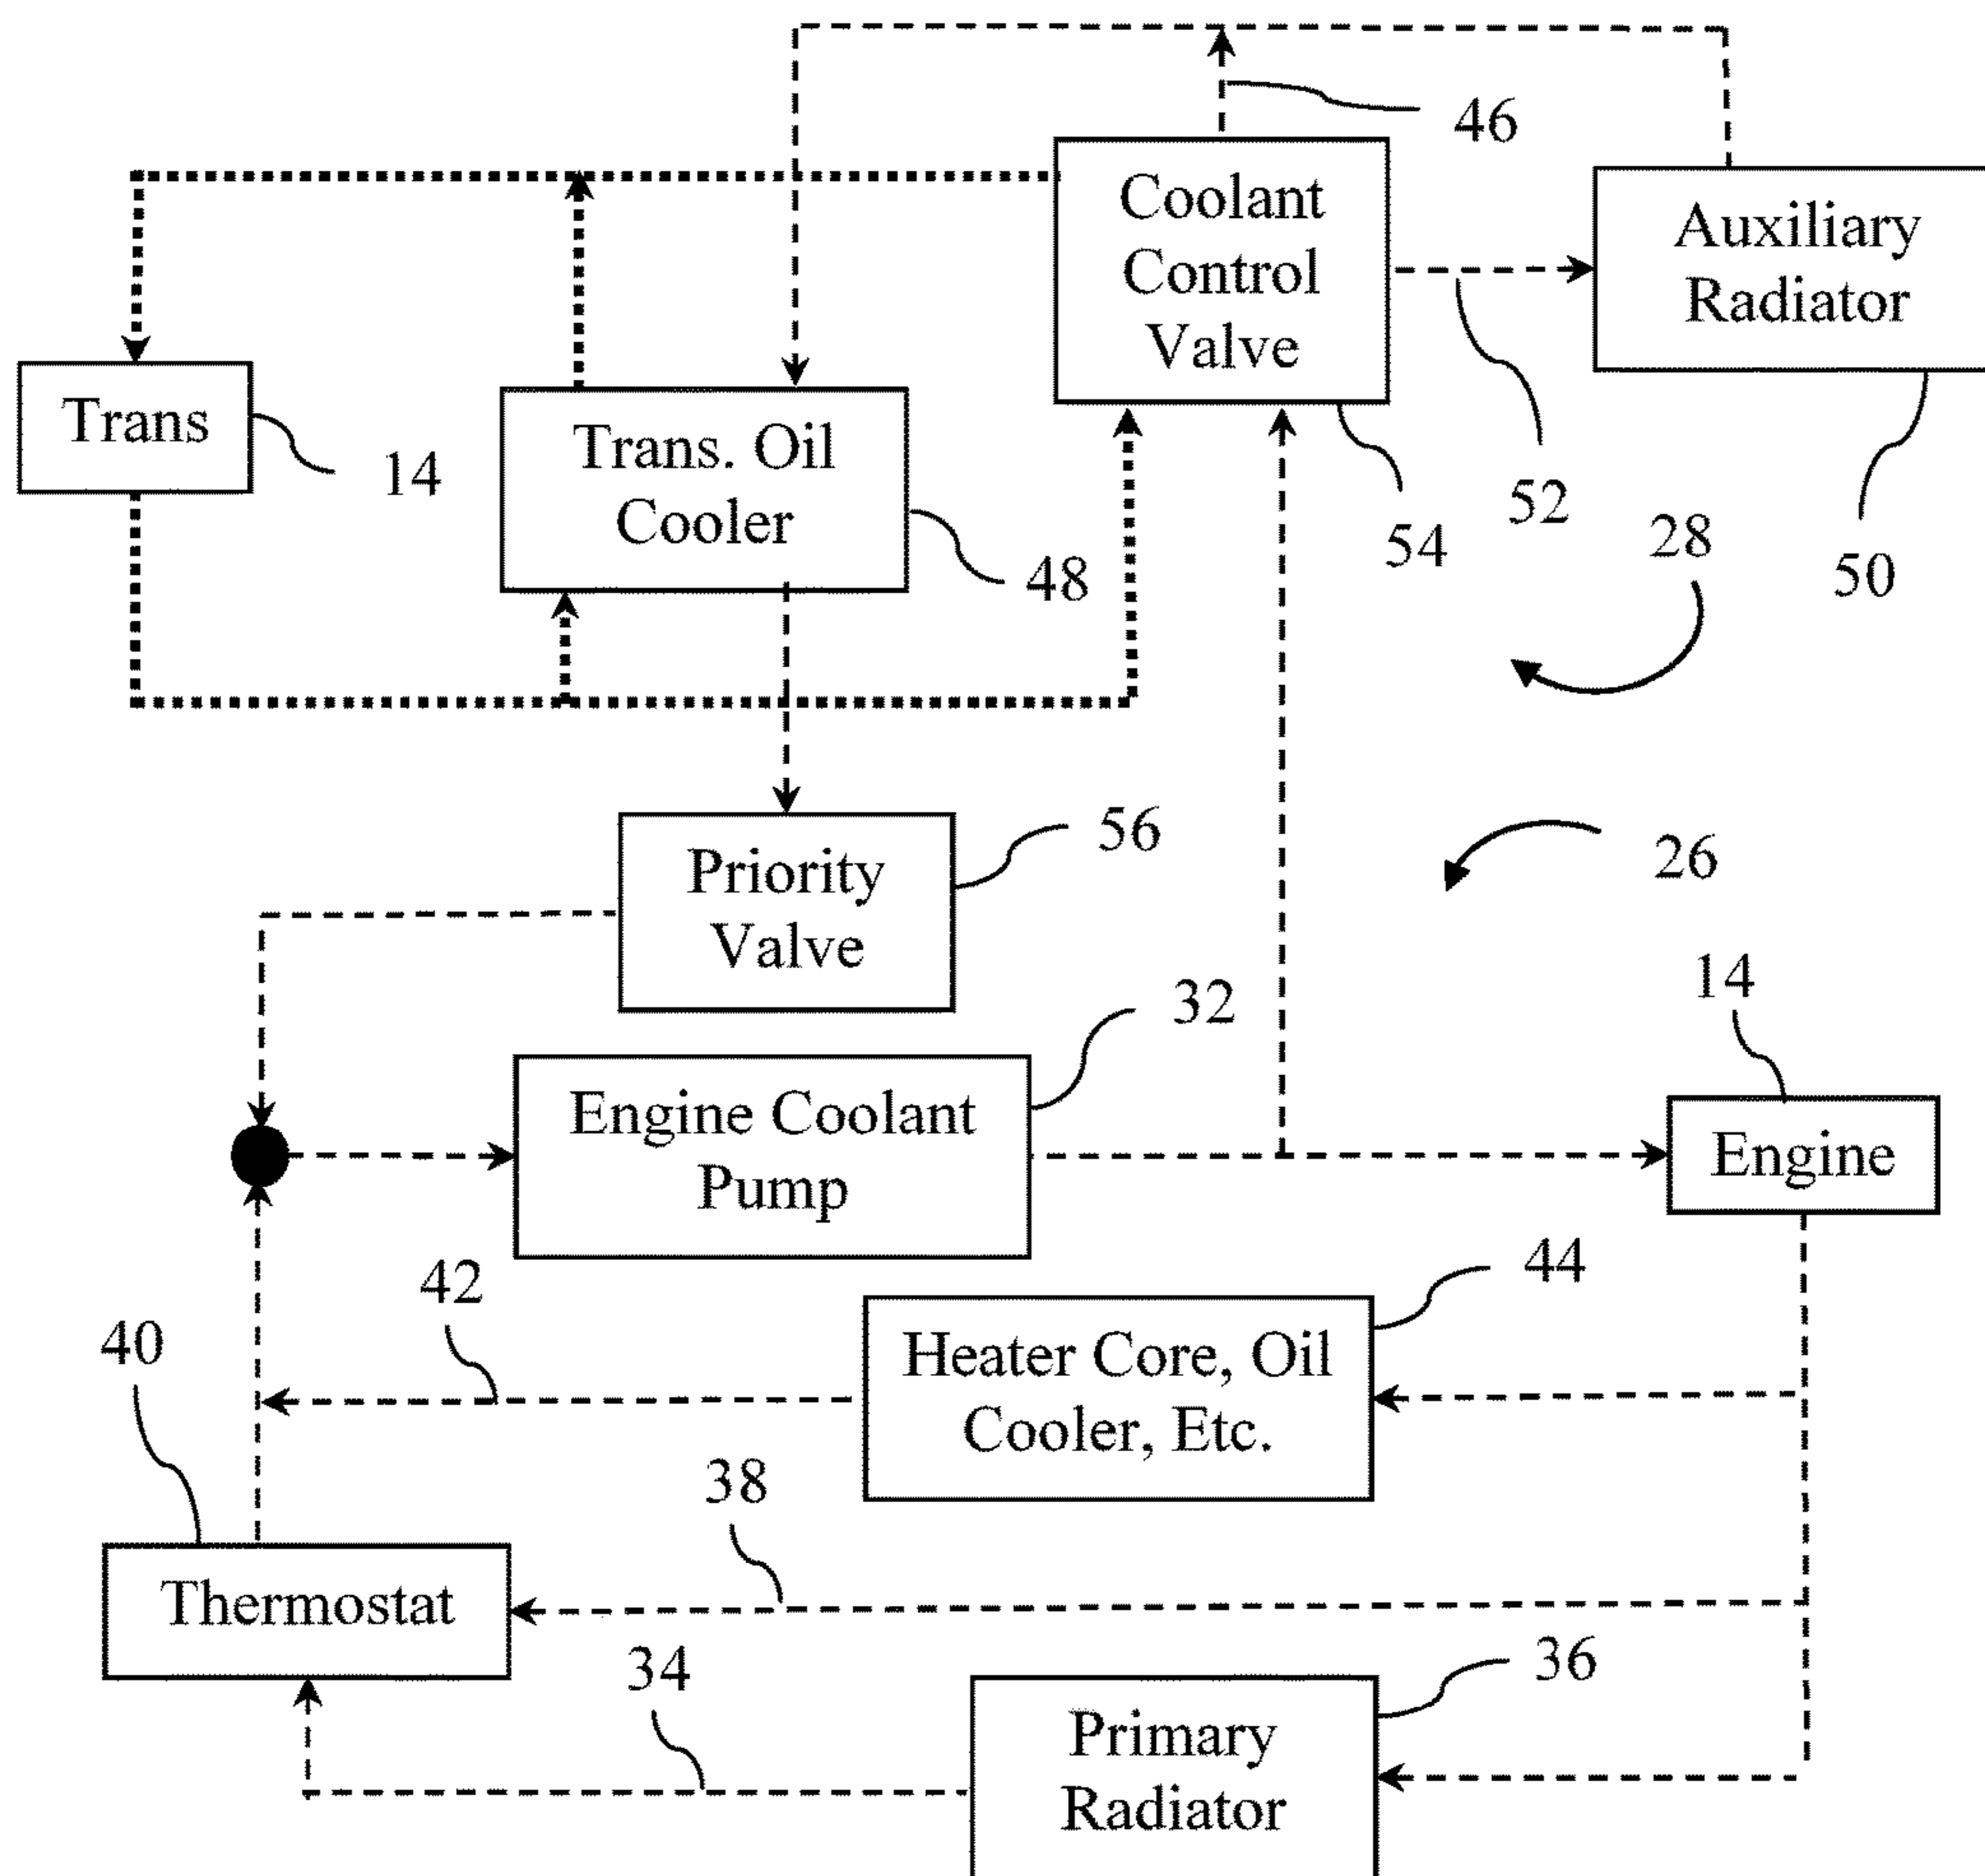 46
Coolant
Control
Valve
Auxiliary
Radiator
Trans
14
Trans. Oil
Cooler
48
54
52
28
50
56
Priority
Valve
26
32
14
Engine Coolant
Pump
Engine
42
44
40
Heater Core, Oil
Cooler, Etc.
38
Thermostat
34
36
Primary
Radiator